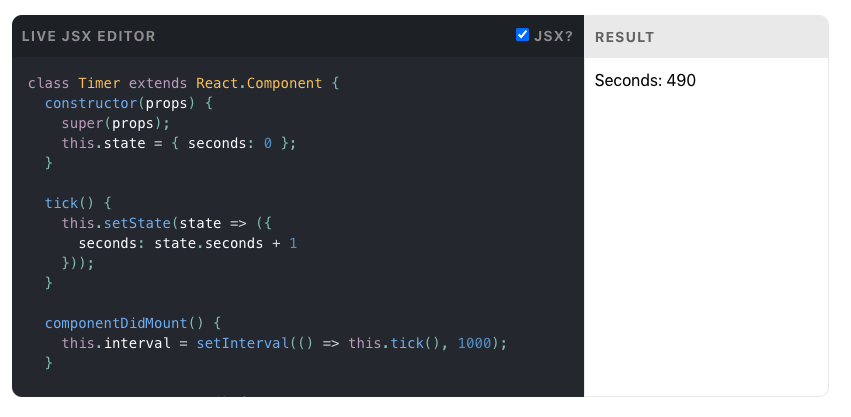 LIVE JSX EDITOR
JSX?
class Timer extends React.Component {
  constructor(props) {
    super(props);
    this.state = { seconds: 0 };
  }

  tick() {
    this.setState(state => ({
      seconds: state.seconds + 1
    }));
  }

  componentDidMount() {
    this.interval = setInterval(() => this.tick(), 1000);
  }
RESULT
Seconds: 490